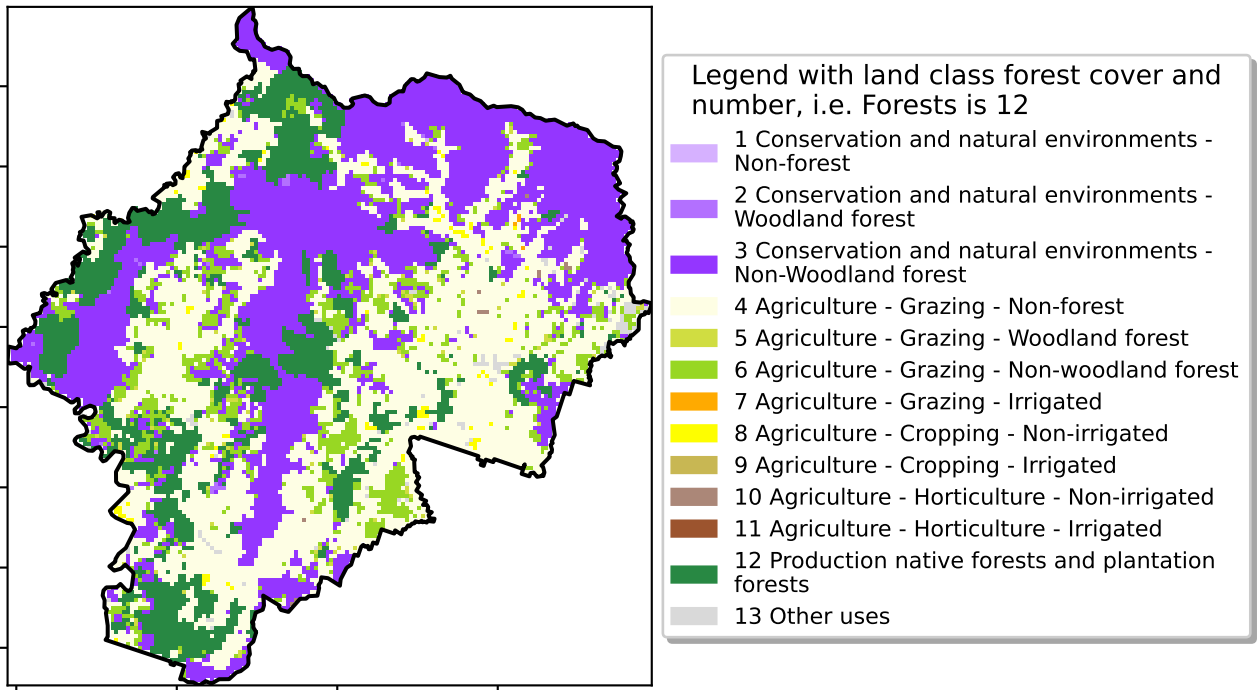 Legend with land class forest cover and
number, i.e. Forests is 12
1 Conservation and natural environments -
Non-forest
2 Conservation and natural environments -
Woodland forest
3 Conservation and natural environments -
Non-Woodland forest
4 Agriculture - Grazing - Non-forest
5 Agriculture - Grazing - Woodland forest
6 Agriculture - Grazing - Non-woodland forest
7 Agriculture - Grazing - Irrigated
8 Agriculture - Cropping - Non-irrigated
9 Agriculture - Cropping - Irrigated
10 Agriculture - Horticulture - Non-irrigated
11 Agriculture - Horticulture - Irrigated
12 Production native forests and plantation
forests
13 Other uses